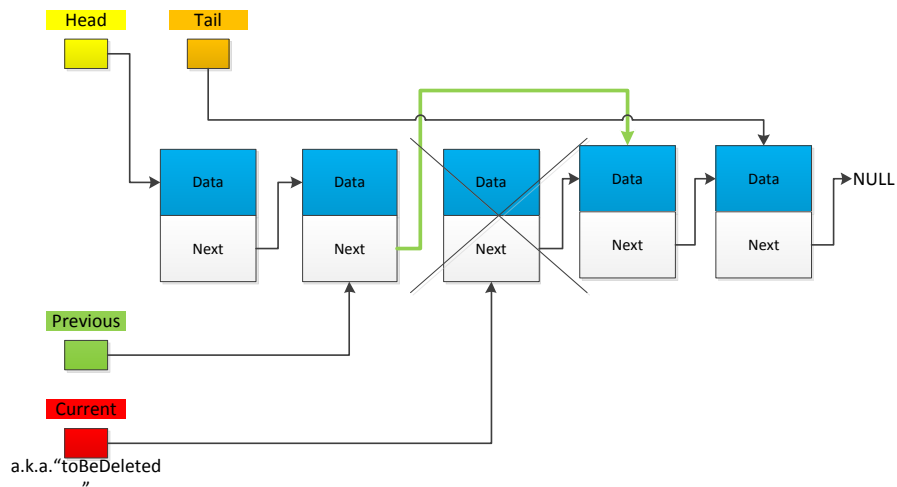 Head
Tail
Data
Data
Data
Data
Data
NULL
Next
Next
Next
Next
Next
Previous
Current
a.k.a.“toBeDeleted
”